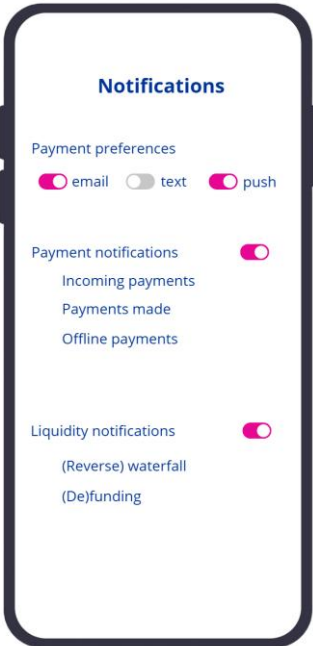 Notifications
Payment preferences
email text push
Payment notifications
Incoming payments
Payments made
Offline payments
Liquidity notifications
(Reverse) waterfall
(De)funding